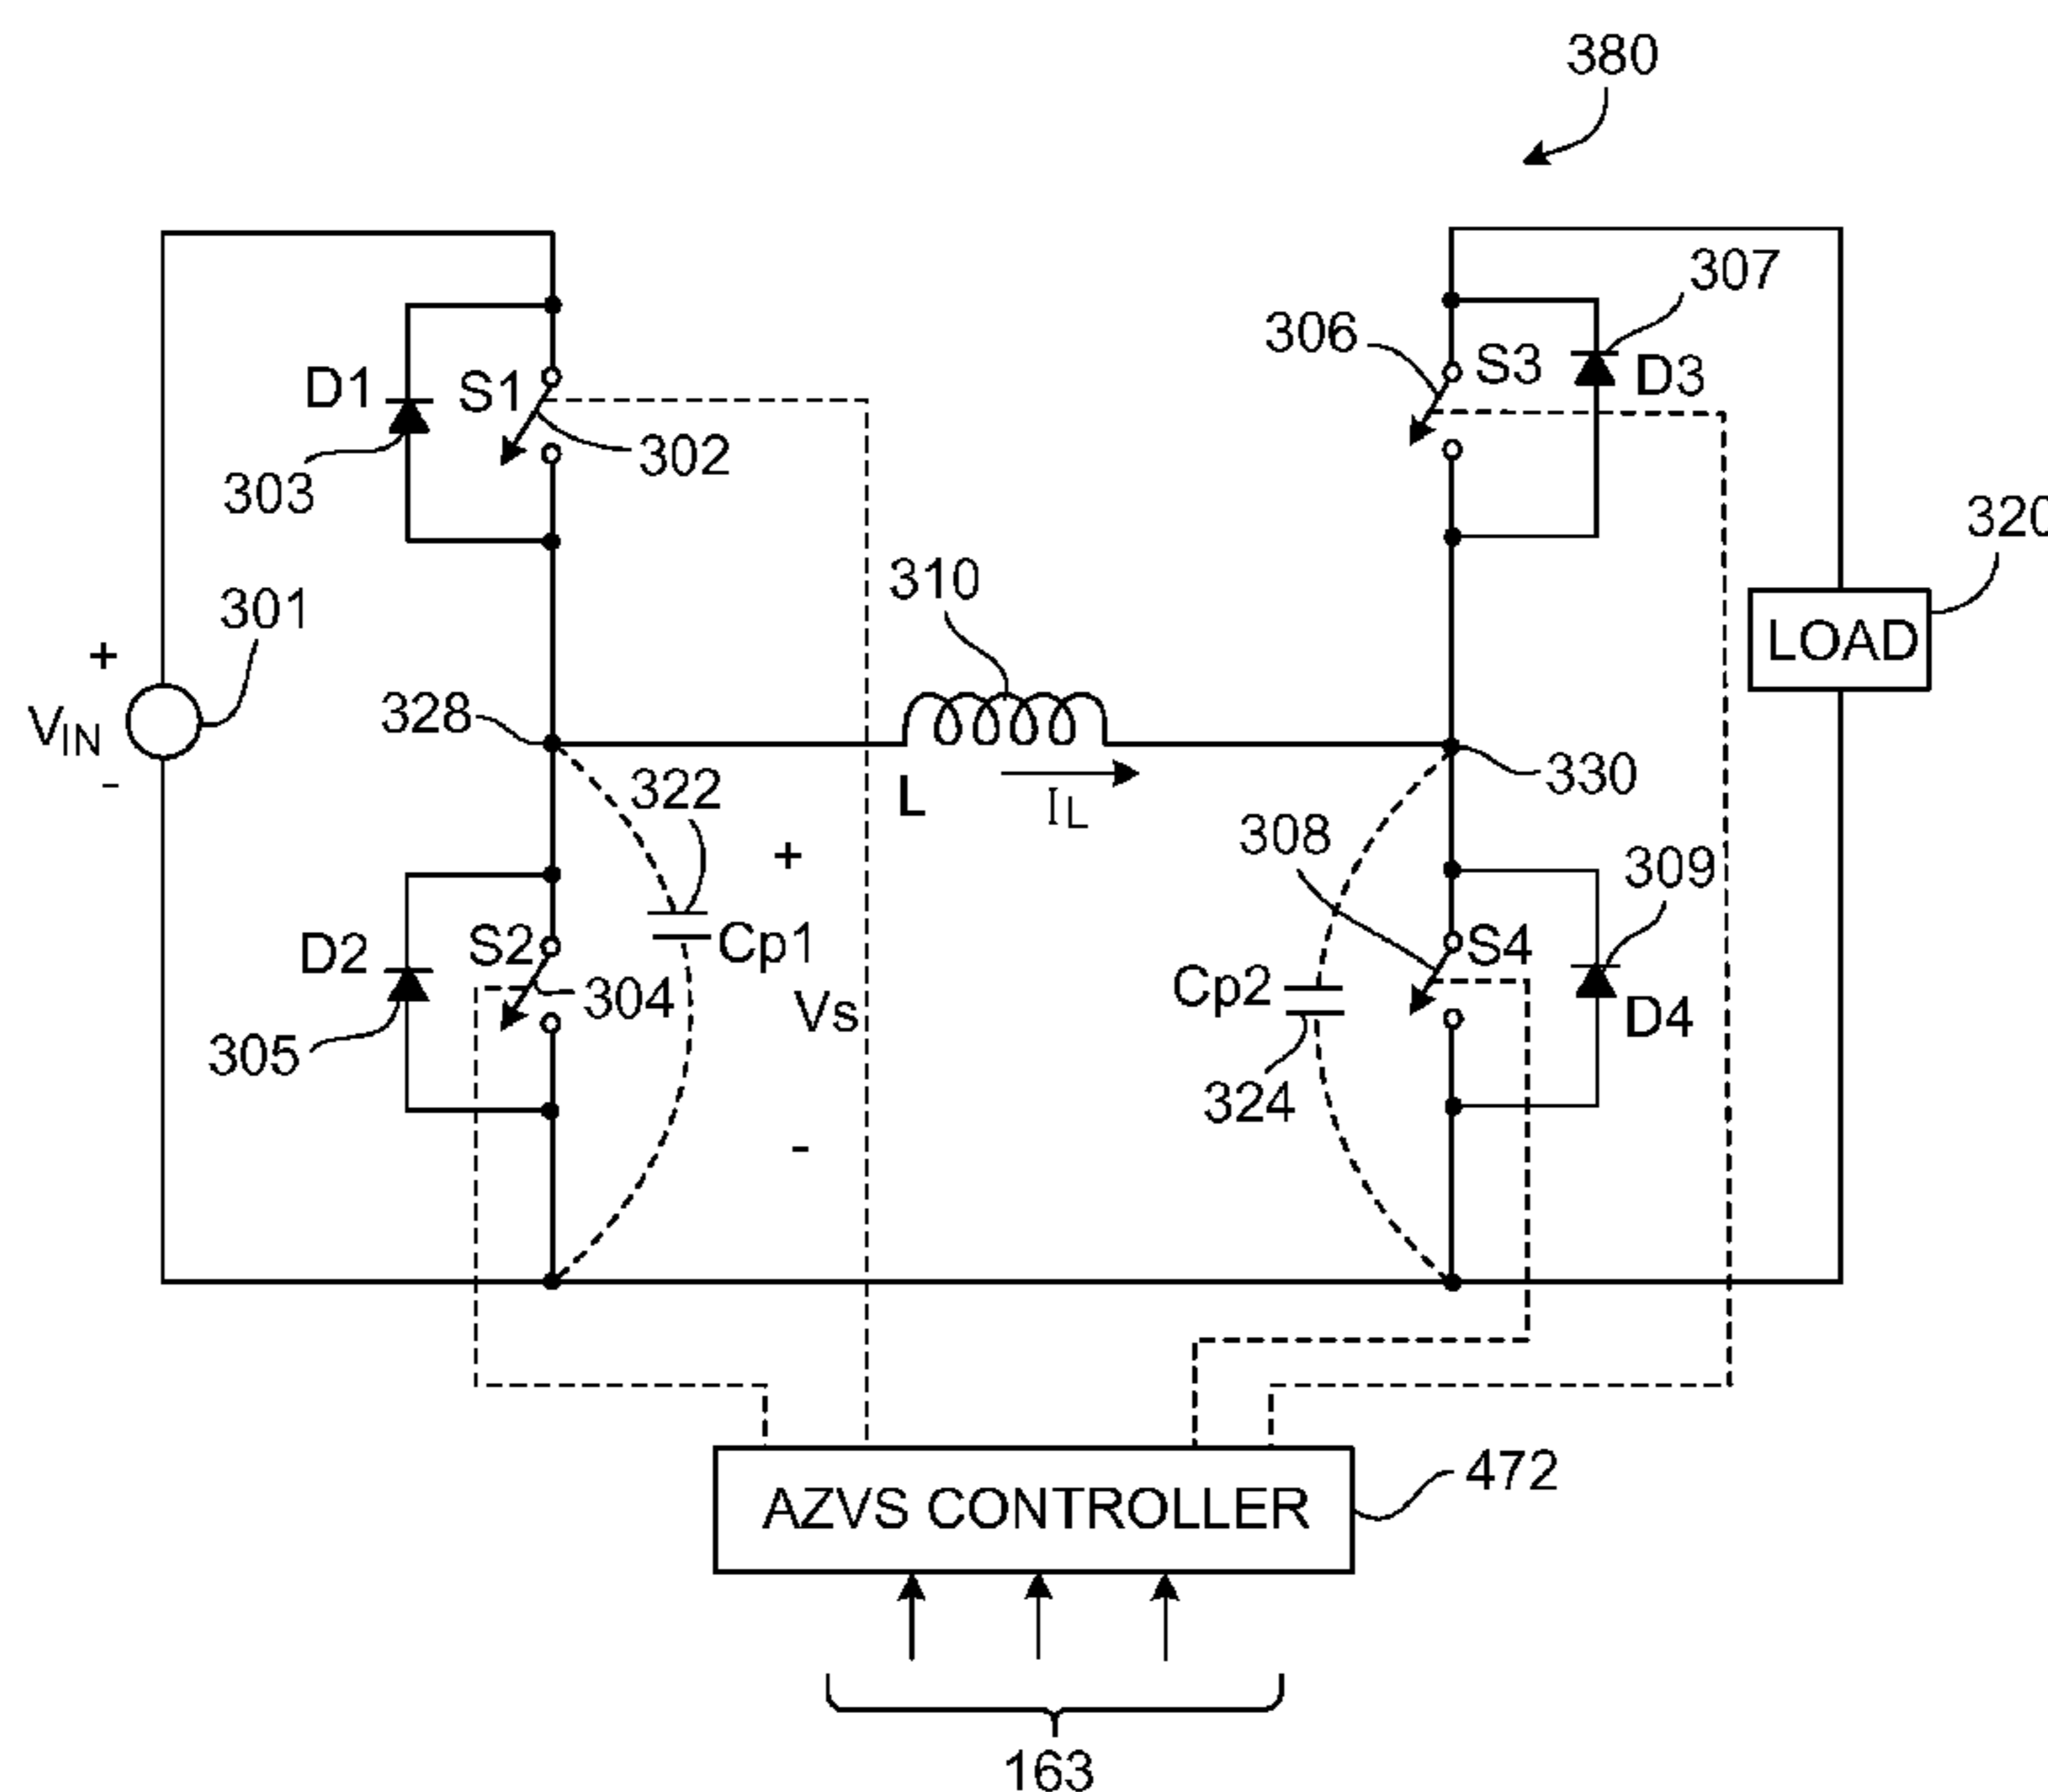 380
307
306
S3
D3
D1
S1
302
303
320
LOAD
310
301
+
VIN
-
328
330
L
IL
322
+
308
309
Cp1
S4
D2
S2
304
Cp2
Vs
D4
305
324
-
472
AZVS CONTROLLER
163